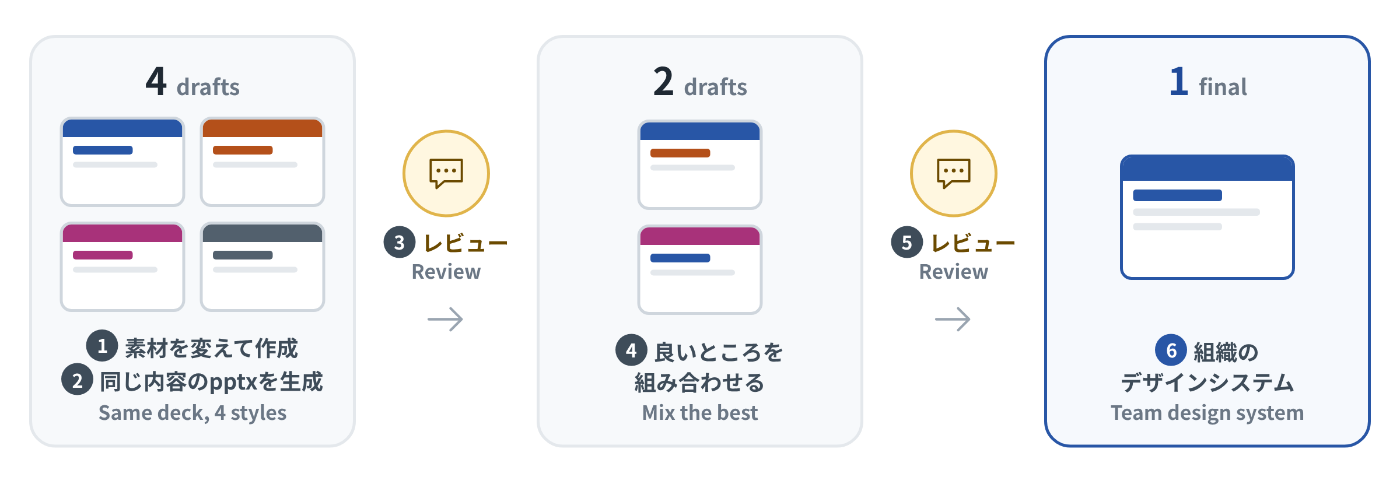 4 drafts
1 素材を変えて作成
2 同じ内容のpptxを生成
Same deck, 4 styles
3 レビュー
Review
2 drafts
4 良いところを
組み合わせる
Mix the best
5 レビュー
Review
1 final
6 組織の
デザインシステム
Team design system